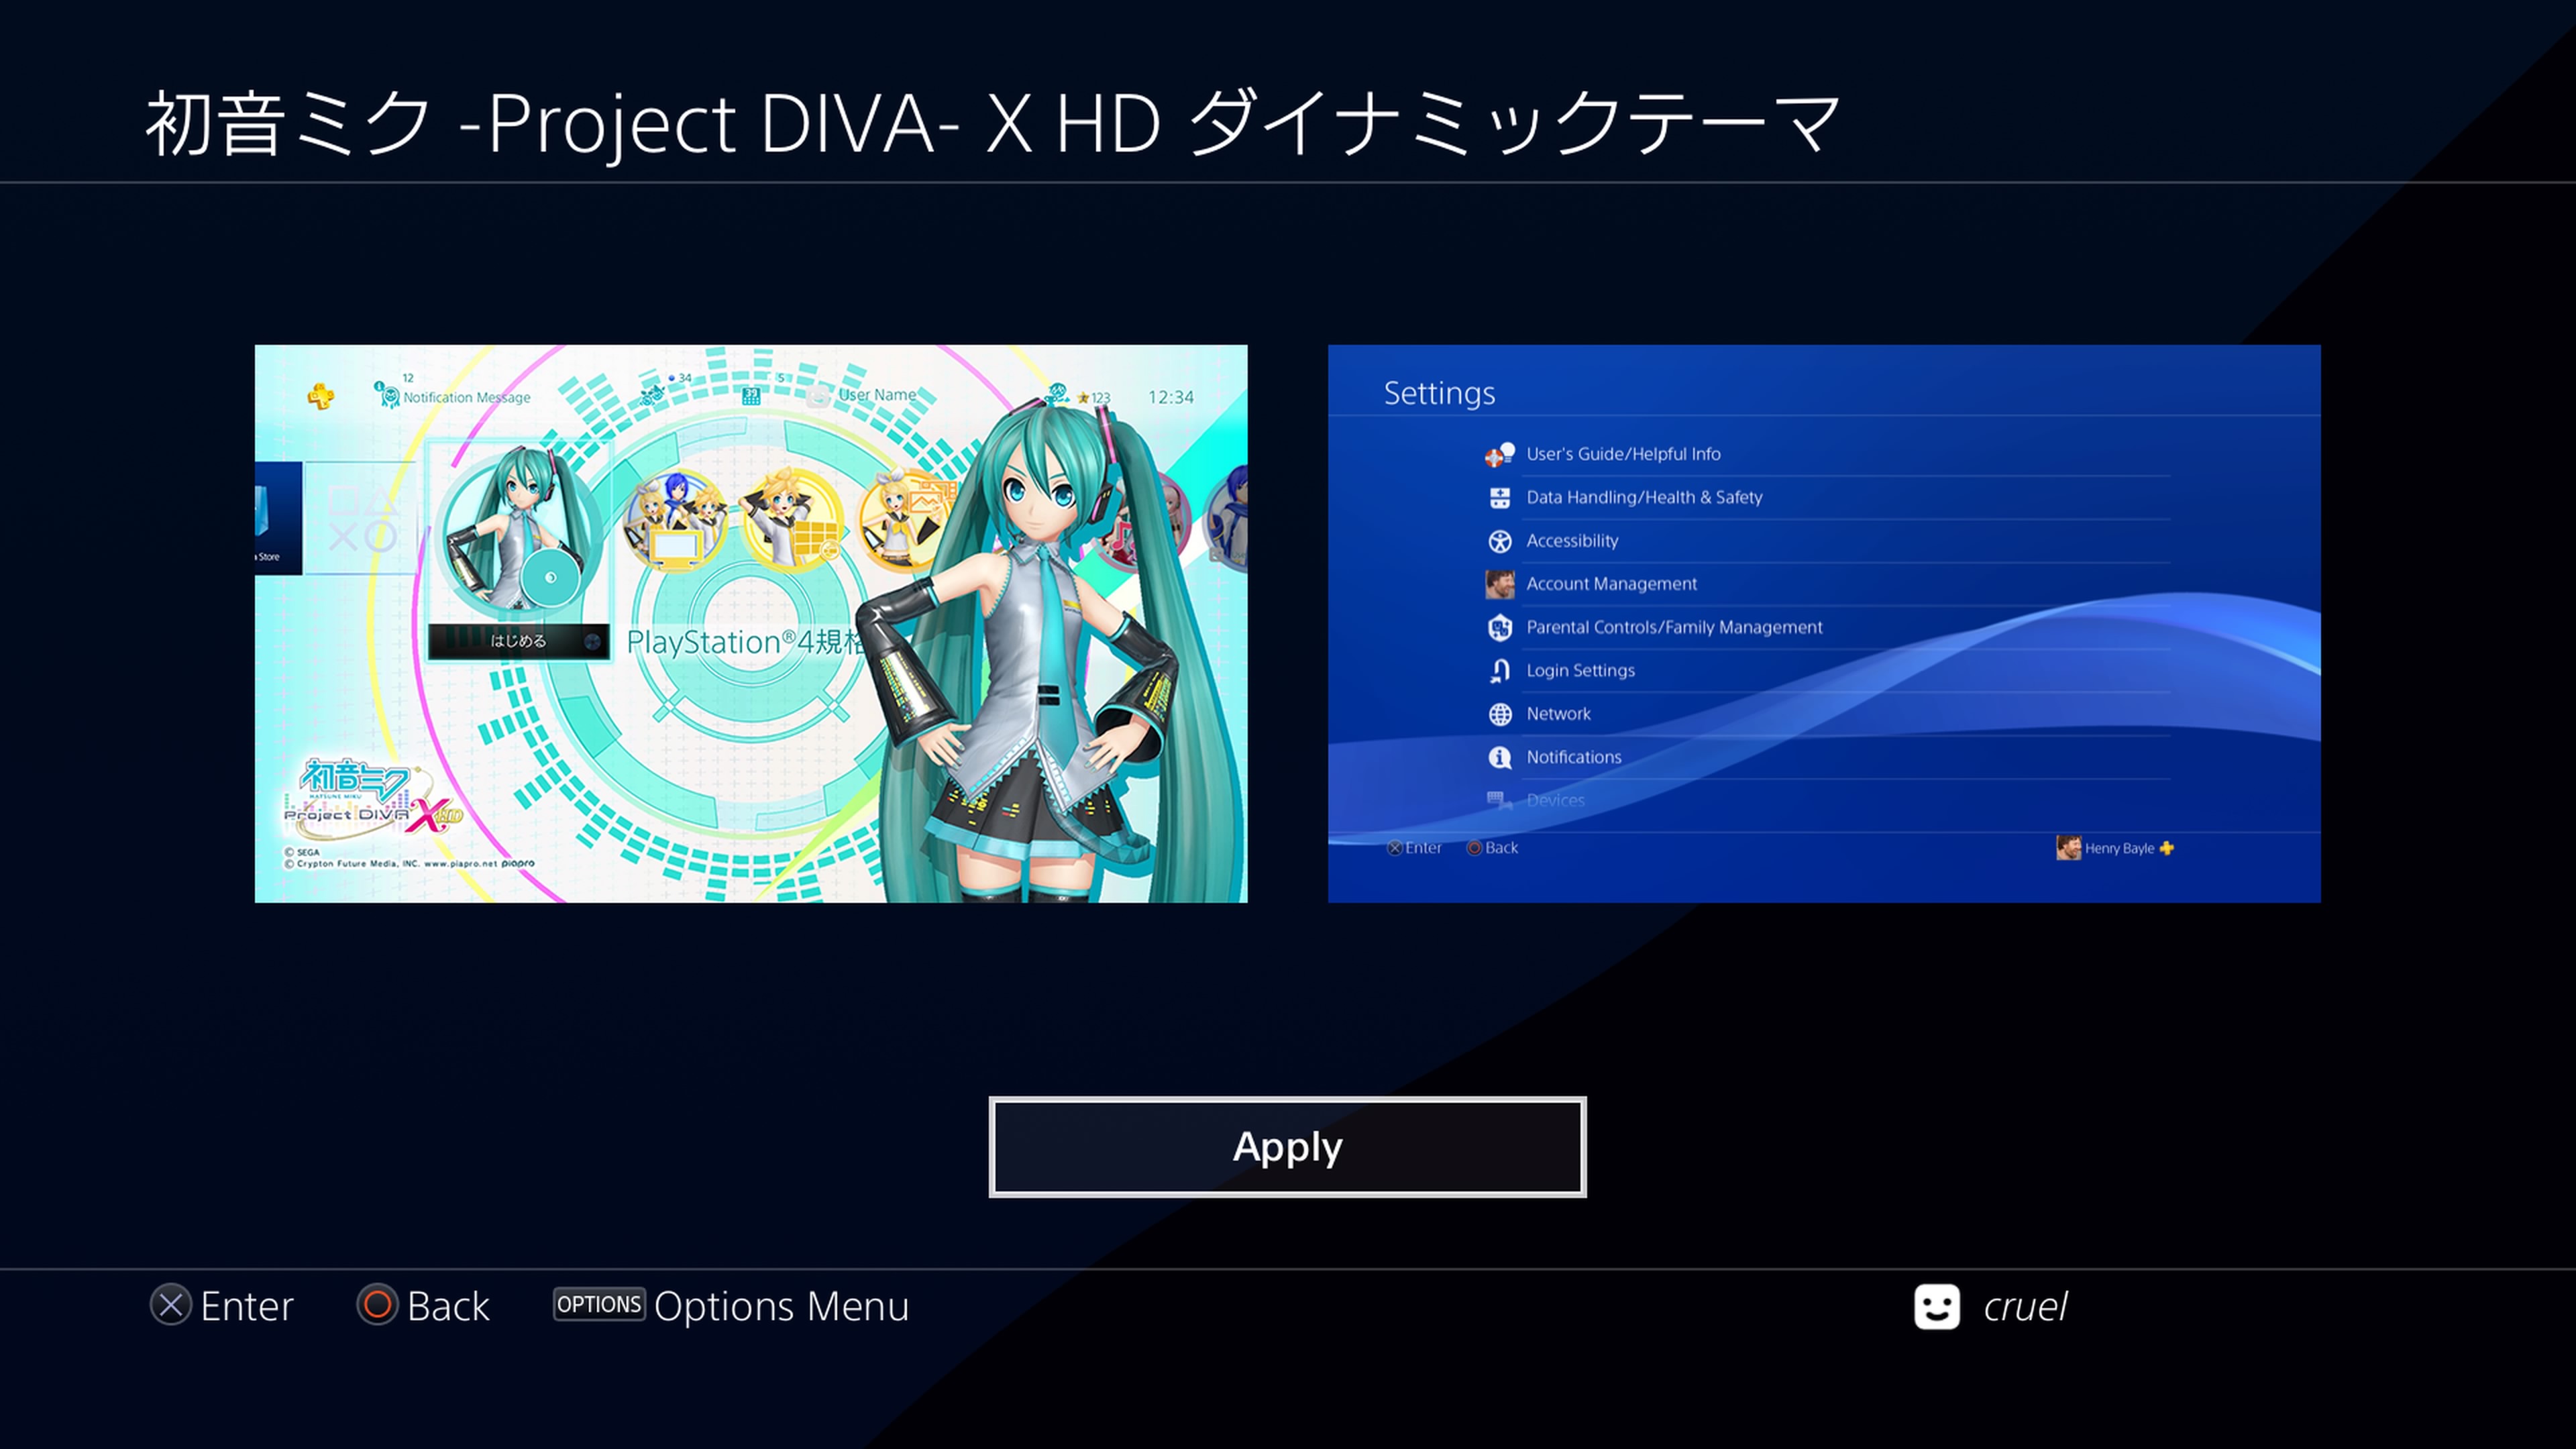 初音ミク -Project DIVA- X HD ダイナミックテーマ
12
Notification Message
34
5
User Name
123
12:34
Store
はじめる
PlayStation®4規格
初音ミク
HATSUNE MIKU
Project DIVA X HD
© SEGA
© Crypton Future Media, INC. www.piapro.net piapro
Settings
User's Guide/Helpful Info
Data Handling/Health & Safety
Accessibility
Account Management
Parental Controls/Family Management
Login Settings
Network
Notifications
Devices
Enter
Back
Henry Bayle
Apply
Enter
Back
OPTIONS Options Menu
cruel